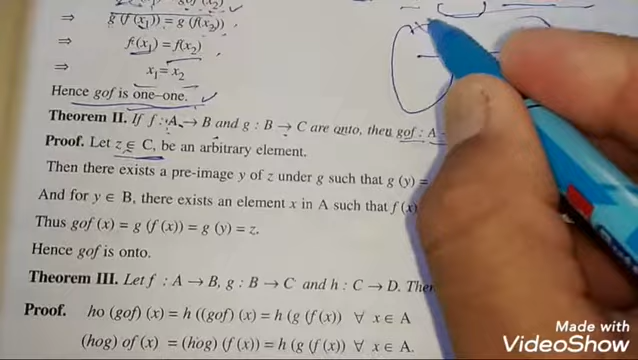 ⇒ g (f (x₁)) = g (f(x₂))
⇒ f(x₁) = f(x₂)
⇒ x₁ = x₂
Hence gof is one–one.
Theorem II. If f : A → B and g : B → C are onto, then gof : A
Proof. Let z ∈ C, be an arbitrary element.
Then there exists a pre-image y of z under g such that g (y) =
And for y ∈ B, there exists an element x in A such that f (x)
Thus gof (x) = g (f (x)) = g (y) = z.
Hence gof is onto.
Theorem III. Let f : A → B, g : B → C and h : C → D. Then
Proof. ho (gof) (x) = h ((gof) (x) = h (g (f(x)) ∀ x ∈ A
(hog) of (x) = (hog) (f(x)) = h (g (f(x)) ∀ x ∈ A.
Made with
VideoShow